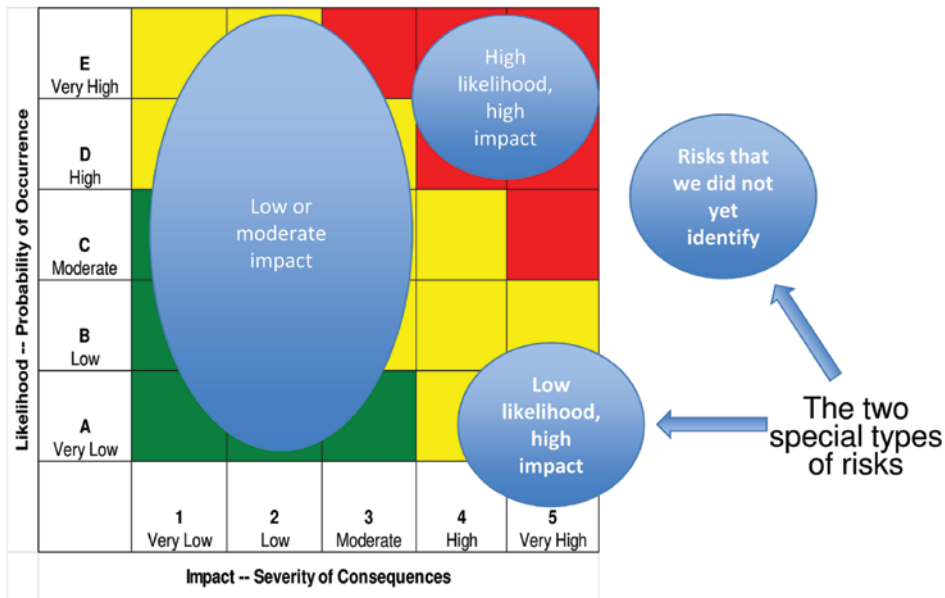 Likelihood -- Probability of Occurrence
E
Very High
D
High
C
Moderate
B
Low
A
Very Low
Low or
moderate
impact
High
likelihood,
high
impact
Risks that
we did not
yet
identify
Low
likelihood,
high
impact
The two
special types
of risks
1
Very Low
2
Low
3
Moderate
4
High
5
Very High
Impact -- Severity of Consequences